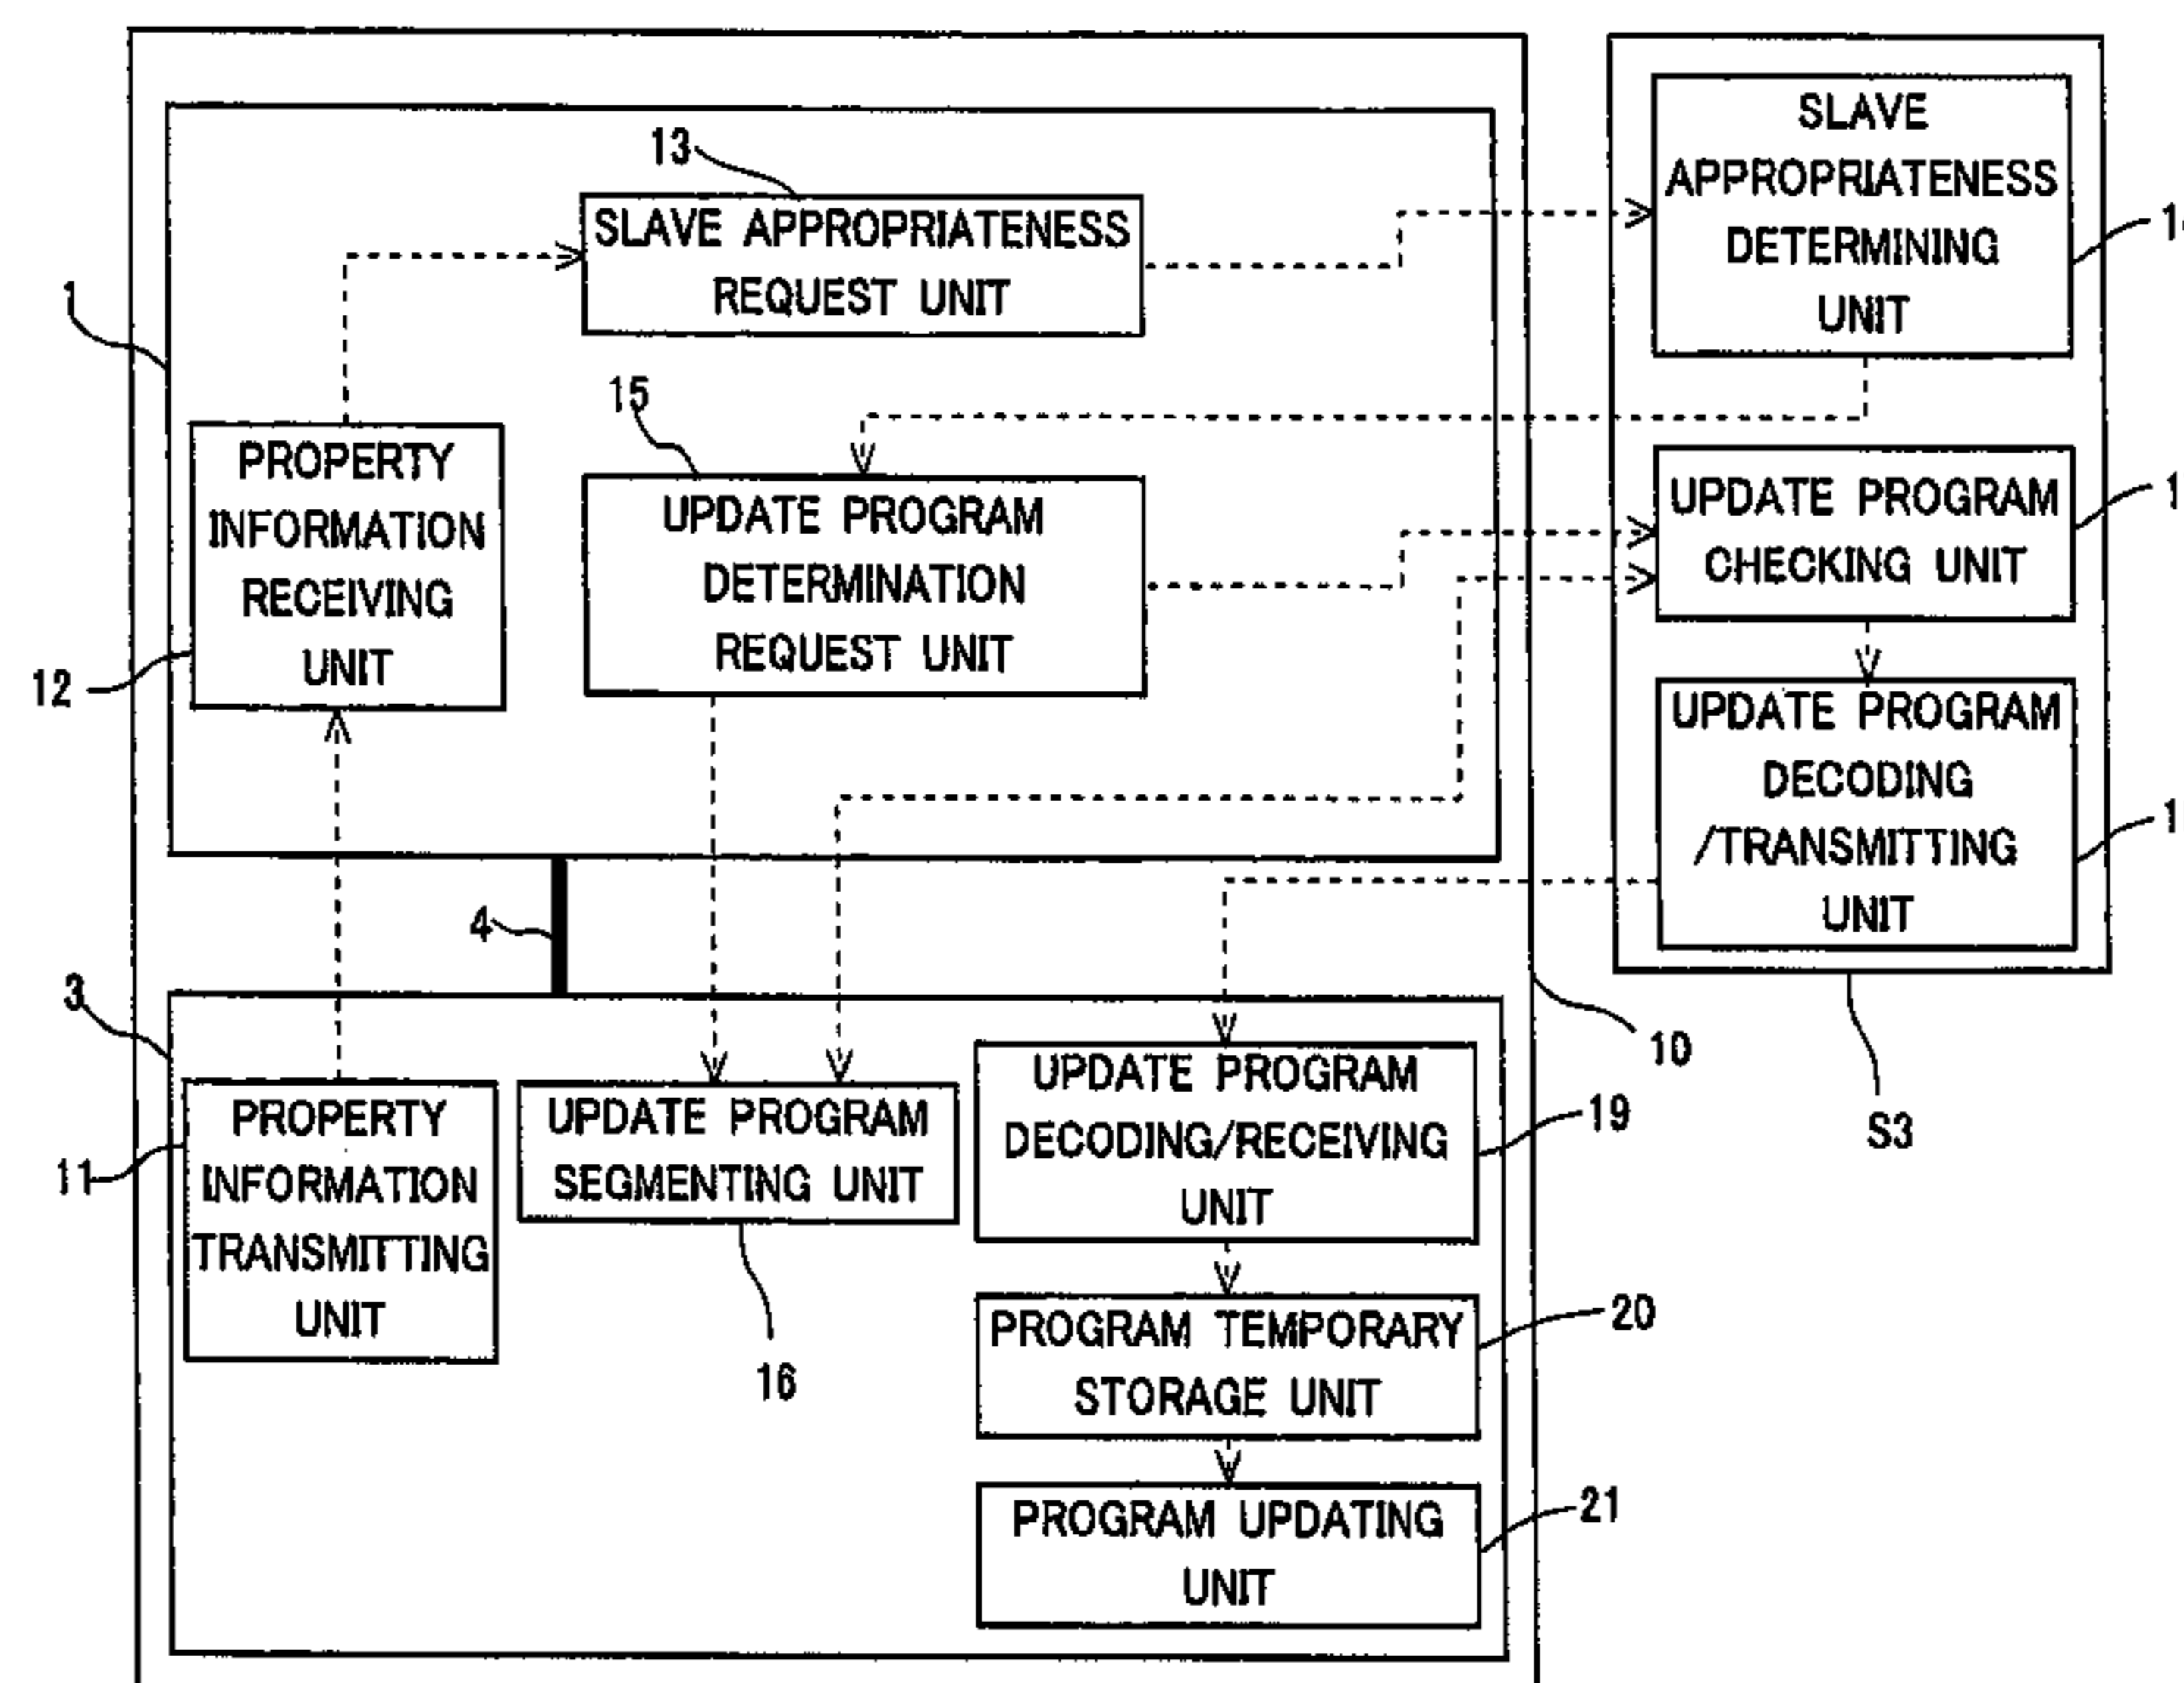 13
SLAVE APPROPRIATENESS
REQUEST UNIT
SLAVE
APPROPRIATENESS
DETERMINING
UNIT
1
15
PROPERTY
INFORMATION
RECEIVING
UNIT
12
UPDATE PROGRAM
DETERMINATION
REQUEST UNIT
UPDATE PROGRAM
CHECKING UNIT
1
UPDATE PROGRAM
DECODING
/TRANSMITTING
UNIT
1
4
3
10
S3
PROPERTY
INFORMATION
TRANSMITTING
UNIT
11
UPDATE PROGRAM
SEGMENTING UNIT
16
UPDATE PROGRAM
DECODING/RECEIVING
UNIT
19
PROGRAM TEMPORARY
STORAGE UNIT
20
PROGRAM UPDATING
UNIT
21